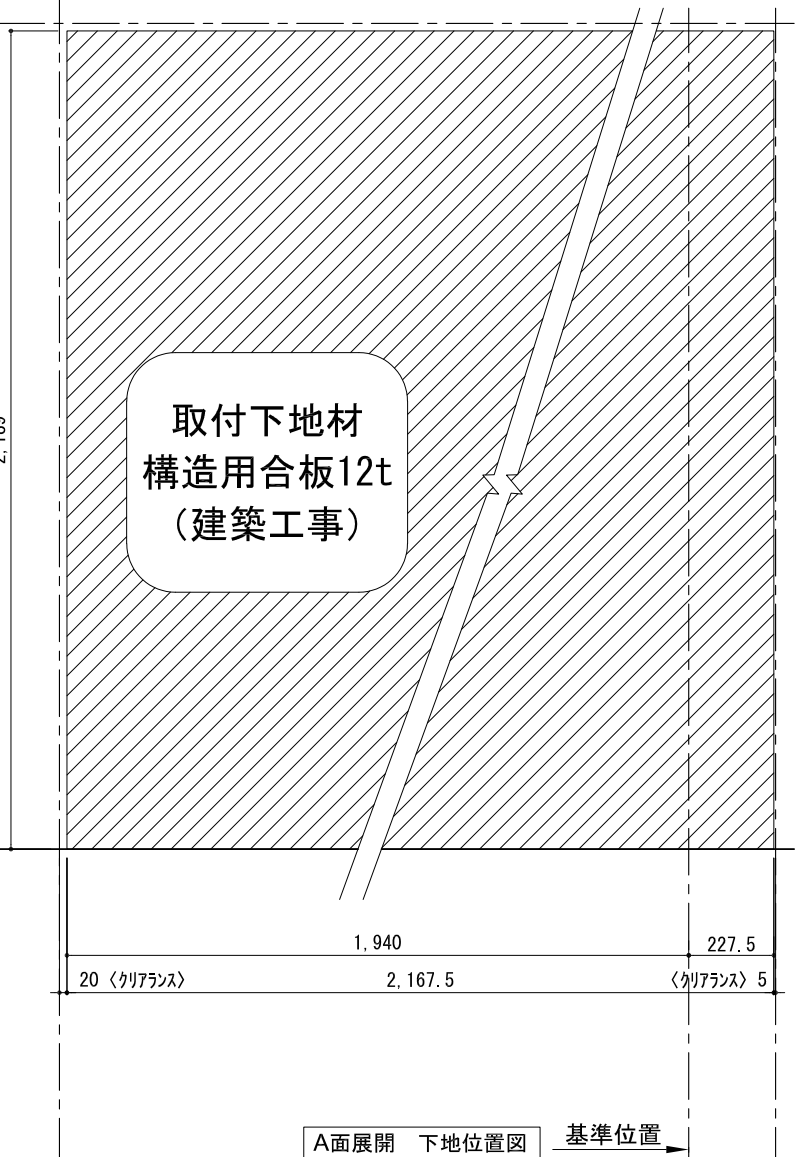 取付下地材
構造用合板12t
(建築工事)
1,940
227.5
20〈クリアランス〉
2,167.5
〈クリアランス〉5
A面展開 下地位置図
基準位置